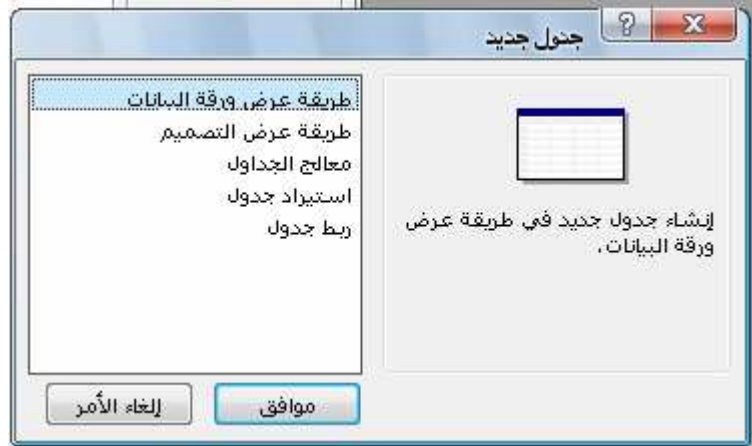 جدول جديد
طريقة عرض ورقة البيانات
طريقة عرض التصميم
معالج الجداول
استيراد جدول
ربط جدول
إنشاء جدول جديد في طريقة عرض
ورقة البيانات.
موافق
إلغاء الأمر